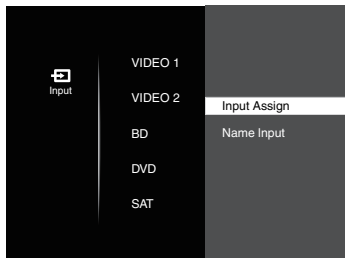 Input
VIDEO 1
VIDEO 2
BD
DVD
SAT
Input Assign
Name Input